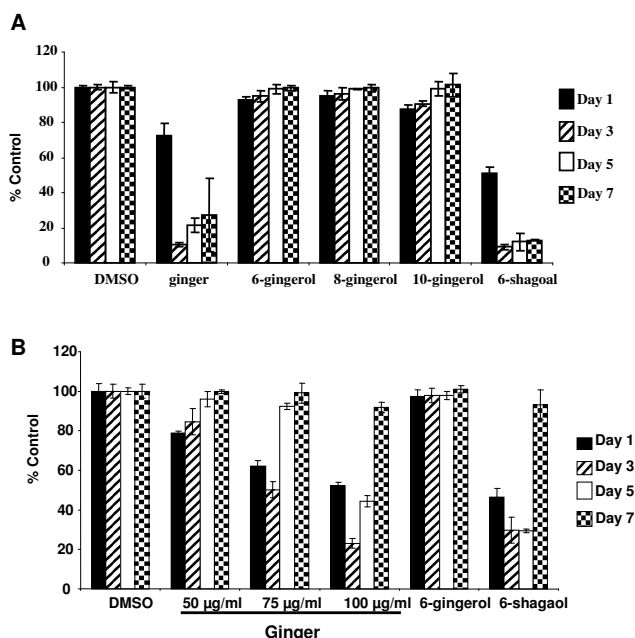 A
120
100
80
60
40
20
0
% Control
DMSO ginger 6-gingerol 8-gingerol 10-gingerol 6-shagoal
Day 1
Day 3
Day 5
Day 7
B
120
100
80
60
40
20
0
% Control
DMSO 50 µg/ml 75 µg/ml 100 µg/ml 6-gingerol 6-shagaol
Ginger
Day 1
Day 3
Day 5
Day 7